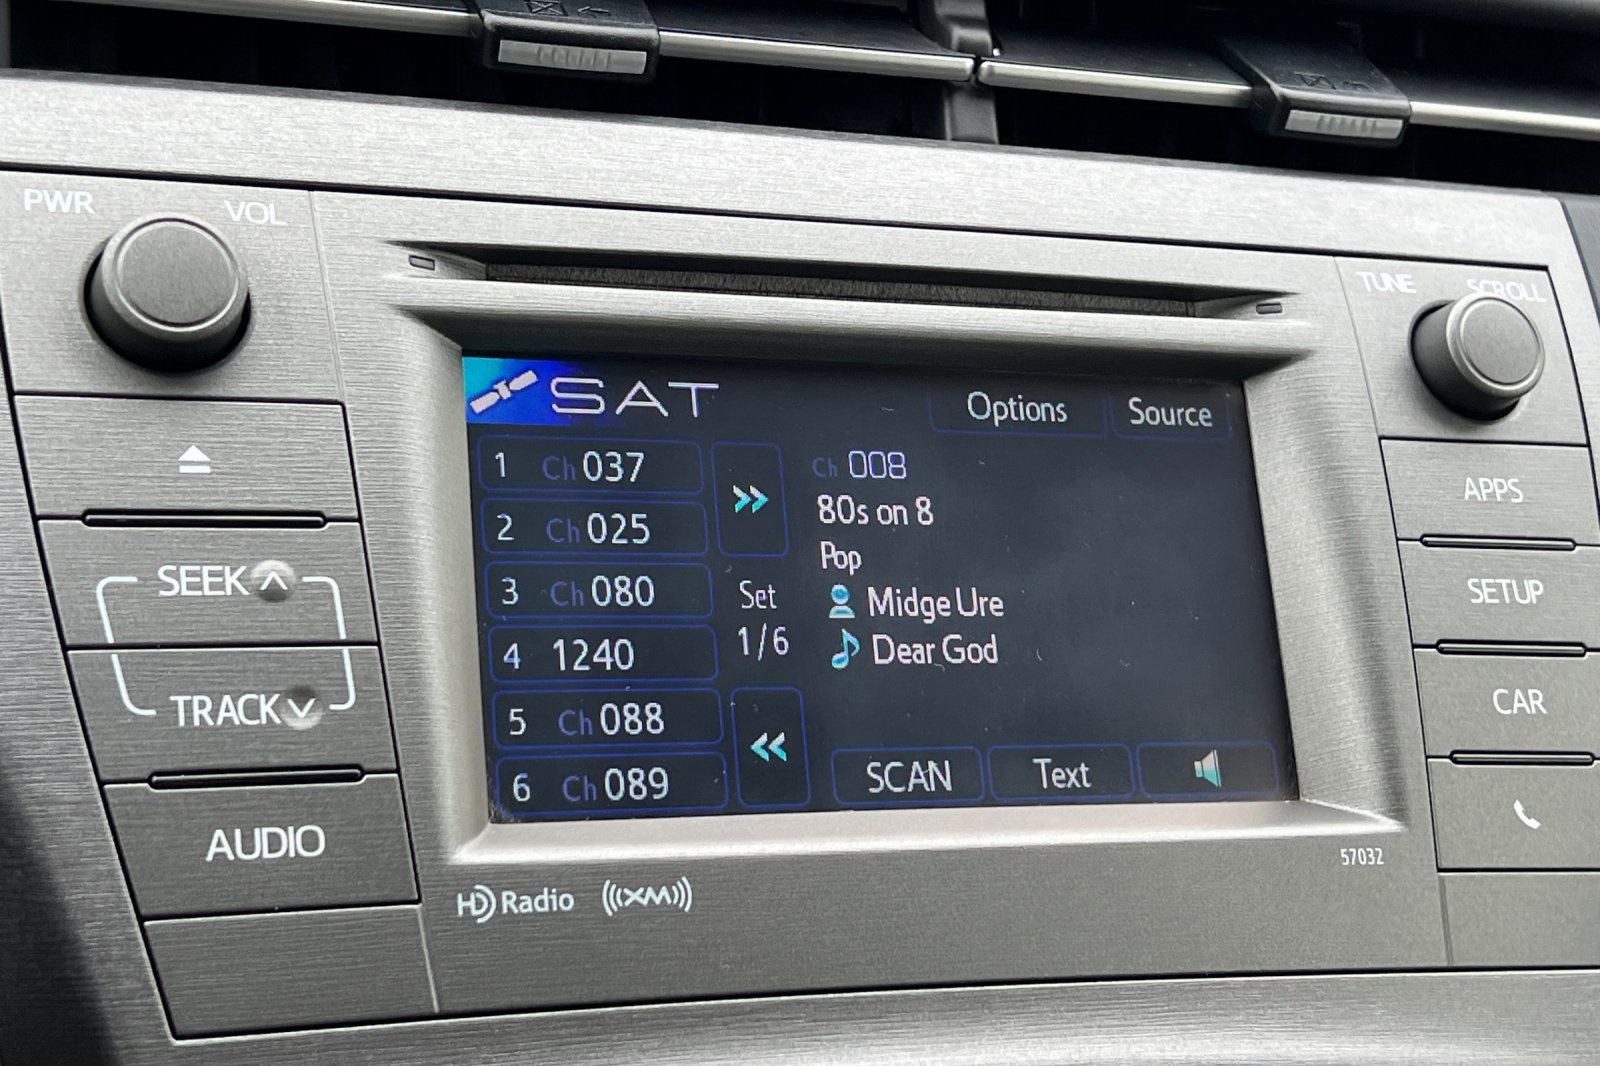 PWR VOL
TUNE SCROLL
SAT
Options Source
1 Ch 037
2 Ch 025
3 Ch 080
4 1240
5 Ch 088
6 Ch 089
Set
1/6
Ch 008
80s on 8
Pop
Midge Ure
Dear God
SCAN Text
SEEK
TRACK
AUDIO
APPS
SETUP
CAR
57032
HD Radio ((XM))